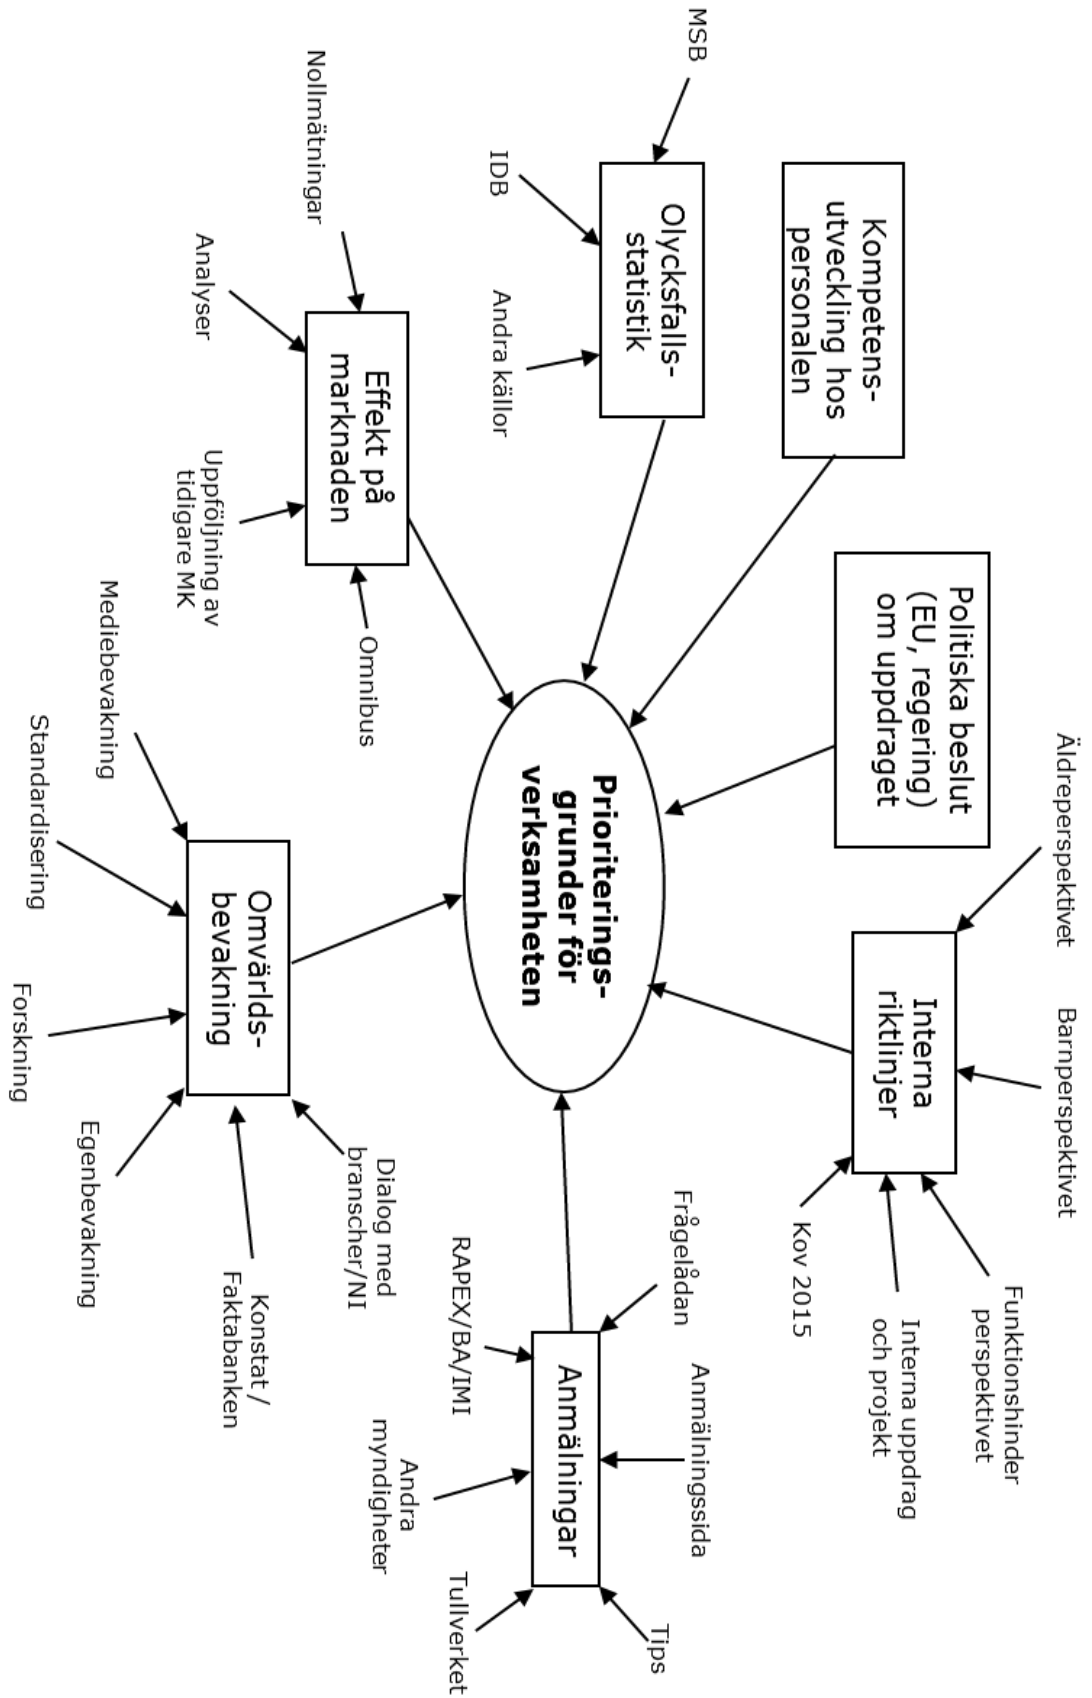 MSB
IDB
Andra källor
Olycksfalls-
statistik
Kompetens-
utveckling hos
personalen
Politiska beslut
(EU, regering)
om uppdraget
Äldreperspektivet
Barnperspektivet
Interna
riktlinjer
Funktionshinder
perspektivet
Interna uppdrag
och projekt
Kov 2015
Nollmätningar
Analyser
Uppföljning av
tidigare MK
Omnibus
Effekt på
marknaden
Prioriterings-
grunder för
verksamheten
Frågelådan
Anmälningssida
Tips
RAPEX/BA/IMI
Andra
myndigheter
Tullverket
Anmälningar
Mediebevakning
Standardisering
Forskning
Egenbevakning
Omvärlds-
bevakning
Dialog med
branscher/NI
Konstat/
Faktabanken